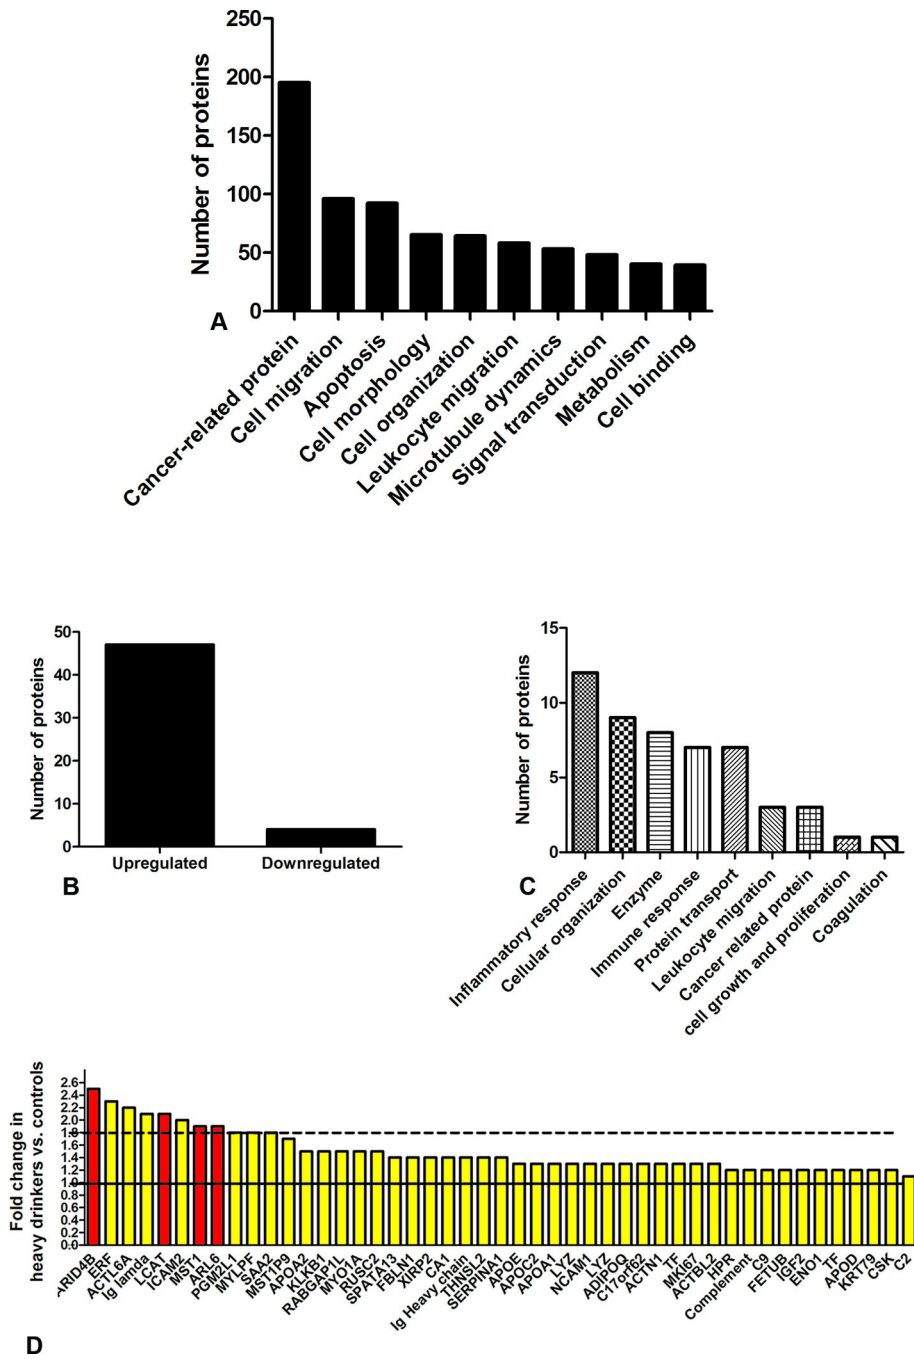 250
200
150
100
50
0
Number of proteins
A
Cancer-related protein
Cell migration
Apoptosis
Cell morphology
Cell organization
Leukocyte migration
Microtubule dynamics
Signal transduction
Metabolism
Cell binding
50
40
30
20
10
0
Number of proteins
Upregulated
Downregulated
B
15
10
5
0
Number of proteins
C
Inflammatory response
Cellular organization
Enzyme
Immune response
Protein transport
Leukocyte migration
Cancer related protein
cell growth and proliferation
Coagulation
Fold change in
heavy drinkers vs. controls
2.6
2.4
2.2
2.0
1.8
1.6
1.4
1.2
1.0
0.8
0.6
0.4
0.2
0.0
ARID4B
ERF
ACTL6A
Ig lamda
LCAT
ICAM2
MST1
ARL6
PGM2L1
MYLPF
SAA2
MST1P9
APOA2
KLKB1
RABGAP1L
MYO1A
RUSC2
SPATA13
FBLN1
XIRP2
CA1
Ig Heavy chain
THNSL2
SERPINA1
APOE
APOC2
APOA1
LYZ
NCAM1
LYZ
ADIPOQ
C17orf62
ACTN1
TF
MKI67
ACTBL2
HPR
Complement
C9
FETUB
IGF2
ENO1
TF
APOD
KRT79
CSK
C2
D